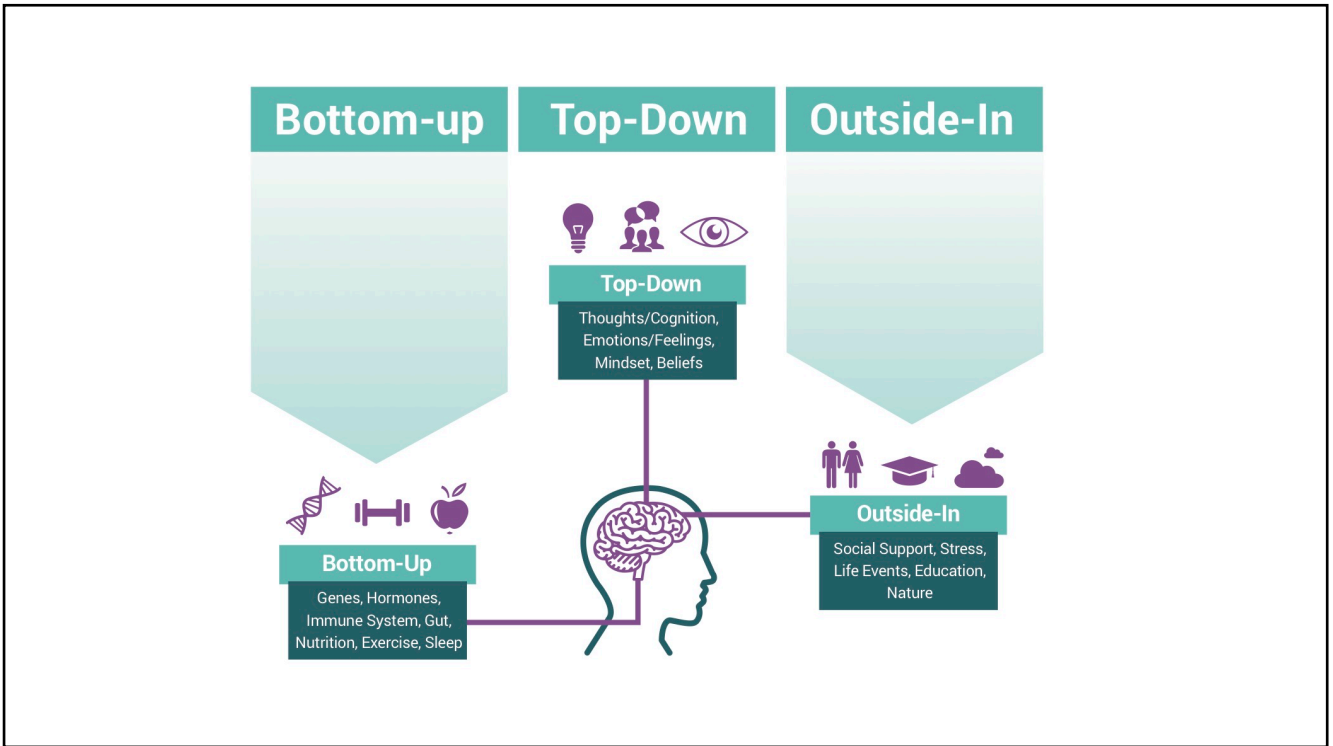 Bottom-up
Top-Down
Outside-In
Top-Down
Thoughts/Cognition,
Emotions/Feelings,
Mindset, Beliefs
Bottom-Up
Genes, Hormones,
Immune System, Gut,
Nutrition, Exercise, Sleep
Outside-In
Social Support, Stress,
Life Events, Education,
Nature